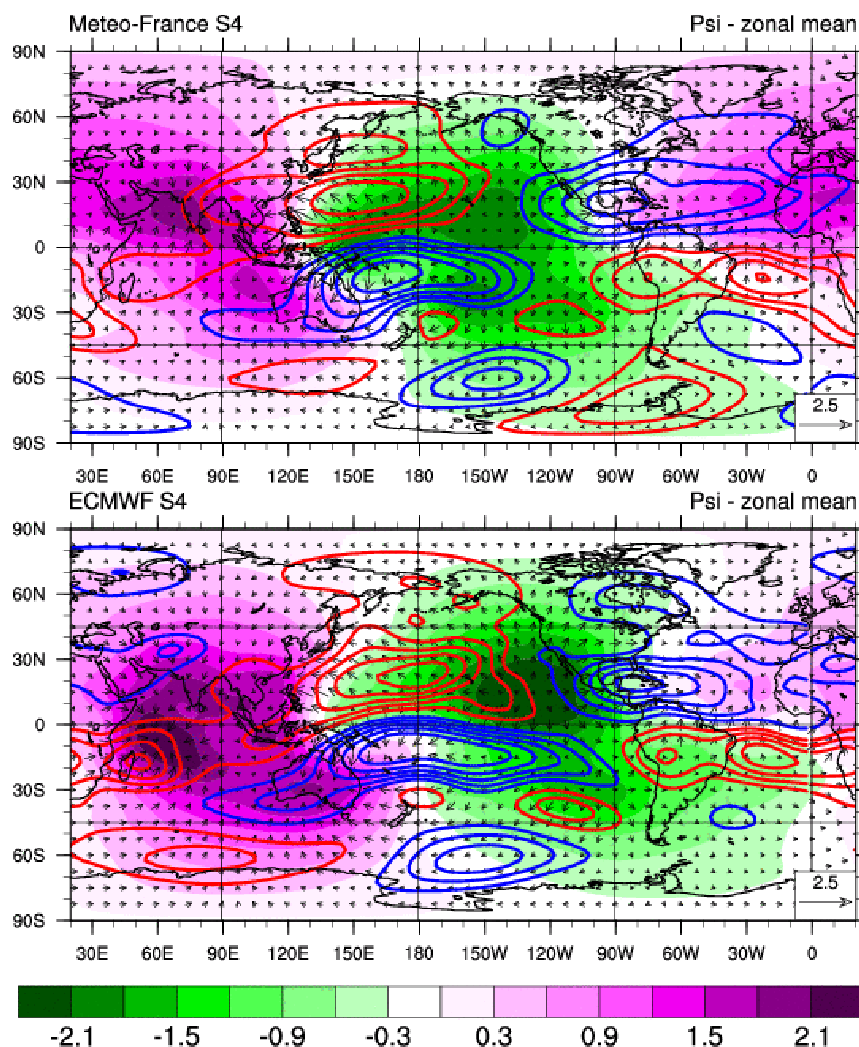 Meteo-France S4 Psi - zonal mean
90N
60N
30N
0
30S
60S
90S
2.5
30E 60E 90E 120E 150E 180 150W 120W 90W 60W 30W 0
ECMWF S4 Psi - zonal mean
90N
60N
30N
0
30S
60S
90S
2.5
30E 60E 90E 120E 150E 180 150W 120W 90W 60W 30W 0
-2.1 -1.5 -0.9 -0.3 0.3 0.9 1.5 2.1